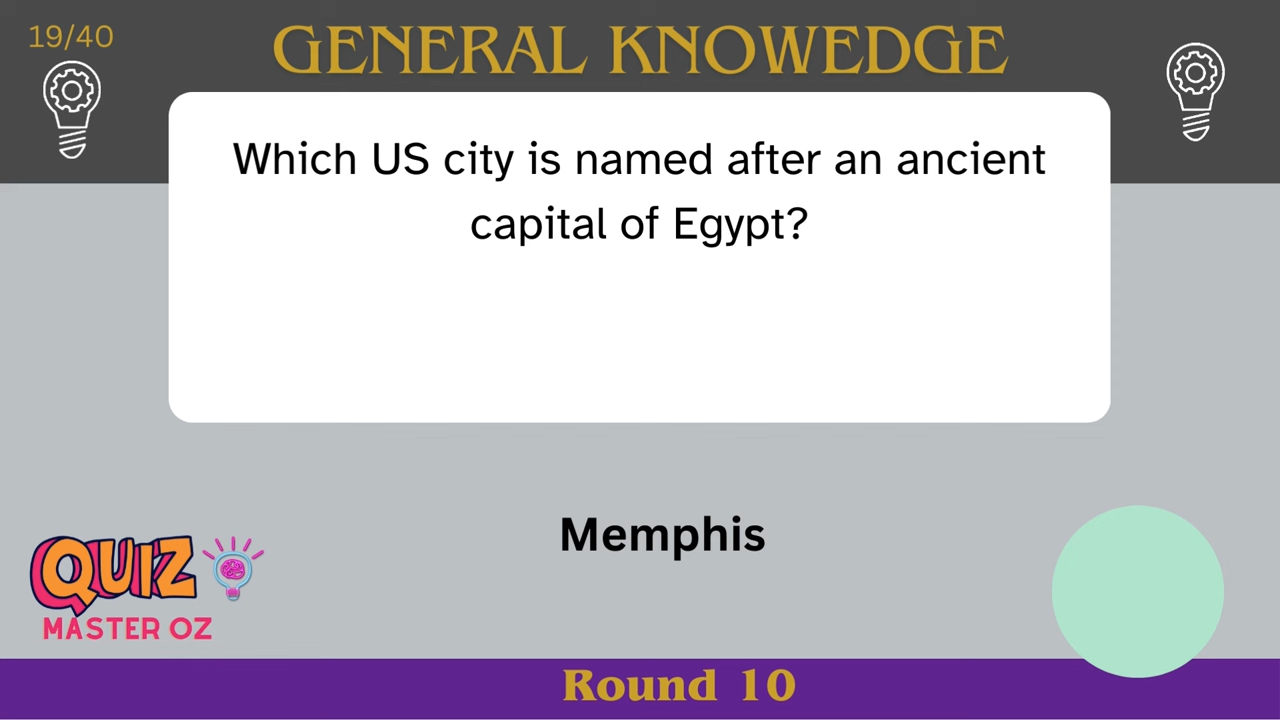 19/40
GENERAL KNOWEDGE
Which US city is named after an ancient
capital of Egypt?
Memphis
QUIZ
MASTER OZ
Round 10